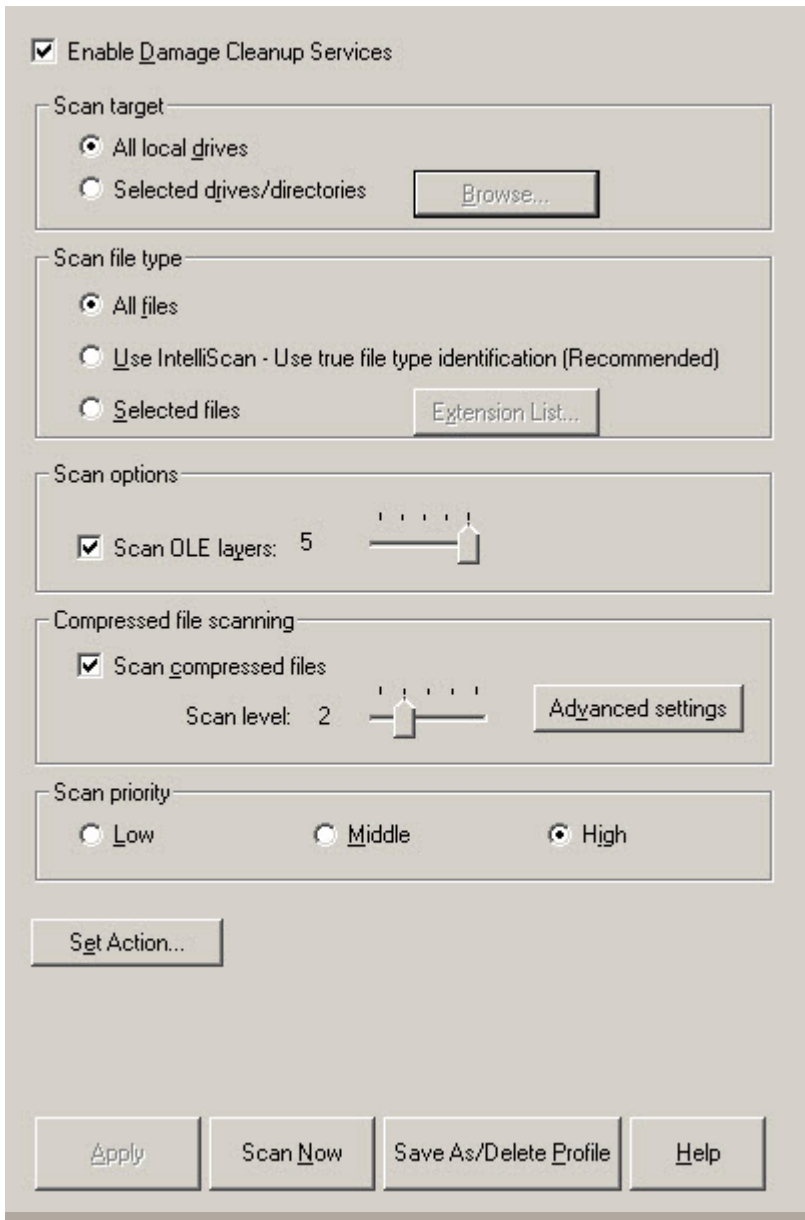 Enable Damage Cleanup Services
Scan target
All local drives
Selected drives/directories
Browse...
Scan file type
All files
Use IntelliScan - Use true file type identification (Recommended)
Selected files
Extension List...
Scan options
Scan OLE layers: 5
Compressed file scanning
Scan compressed files
Scan level: 2
Advanced settings
Scan priority
Low
Middle
High
Set Action...
Apply
Scan Now
Save As/Delete Profile
Help